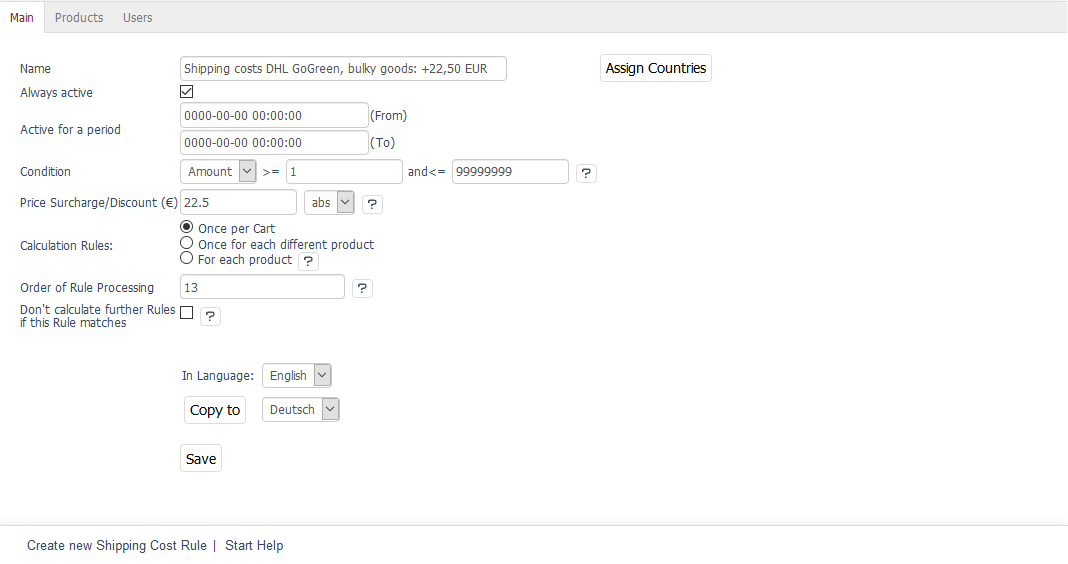 Main Products Users
Name Shipping costs DHL GoGreen, bulky goods: +22,50 EUR Assign Countries
Always active
Active for a period
0000-00-00 00:00:00 (From)
0000-00-00 00:00:00 (To)
Condition Amount >= 1 and<= 99999999 ?
Price Surcharge/Discount (€) 22.5 abs ?
Calculation Rules:
Once per Cart
Once for each different product
For each product ?
Order of Rule Processing 13 ?
Don't calculate further Rules
if this Rule matches ?
In Language: English
Copy to Deutsch
Save
Create new Shipping Cost Rule | Start Help